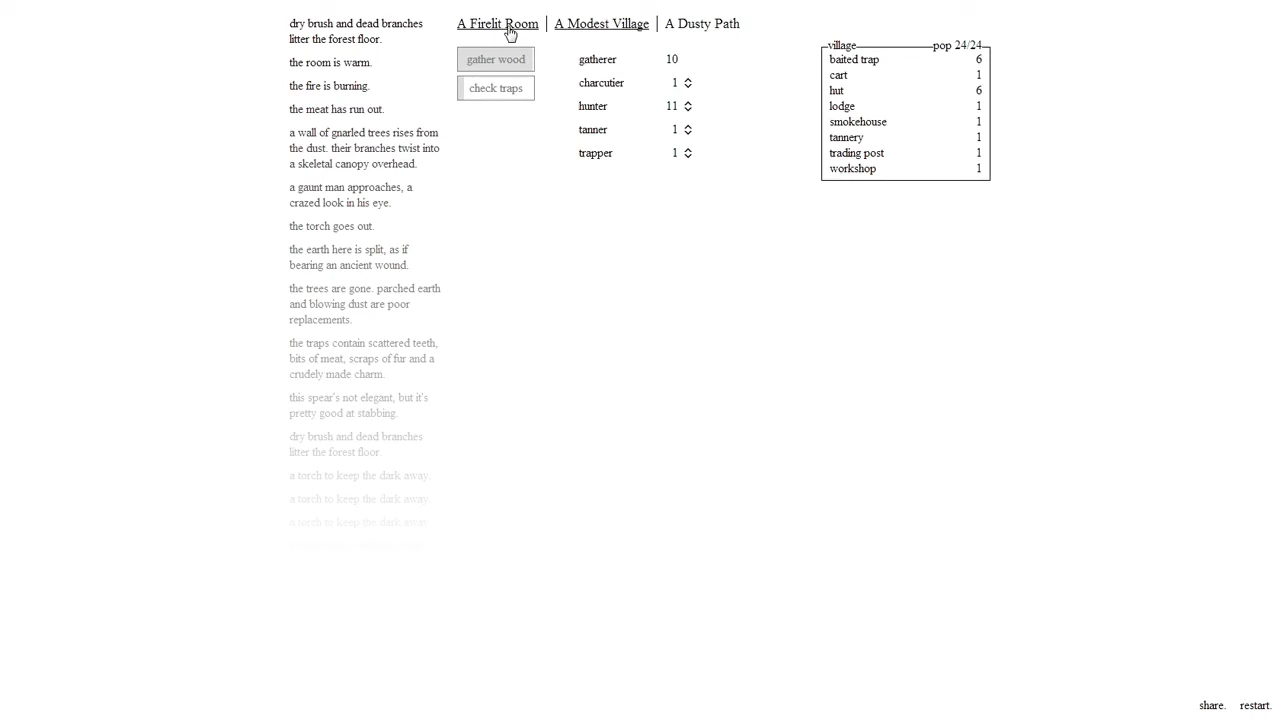 dry brush and dead branches
litter the forest floor.
the room is warm.
the fire is burning.
the meat has run out.
a wall of gnarled trees rises from
the dust. their branches twist into
a skeletal canopy overhead.
a gaunt man approaches, a
crazed look in his eye.
the torch goes out.
the earth here is split, as if
bearing an ancient wound.
the trees are gone. parched earth
and blowing dust are poor
replacements.
the traps contain scattered teeth,
bits of meat, scraps of fur and a
crudely made charm.
this spear's not elegant, but it's
pretty good at stabbing.
dry brush and dead branches
litter the forest floor.
a torch to keep the dark away.
a torch to keep the dark away.
a torch to keep the dark away
A Firelit Room | A Modest Village | A Dusty Path
gather wood
check traps
gatherer 10
charcutier 1
hunter 11
tanner 1
trapper 1
village pop 24/24
baited trap 6
cart 1
hut 6
lodge 1
smokehouse 1
tannery 1
trading post 1
workshop 1
share. restart.